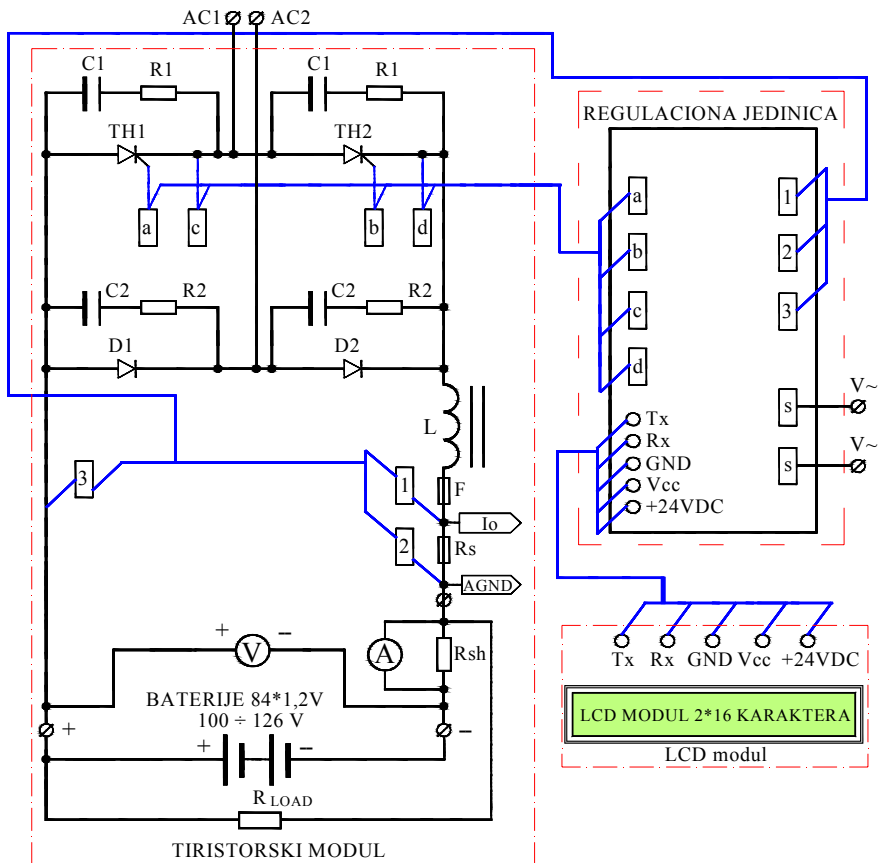 AC1 AC2
C1 R1 C1 R1
TH1 TH2
a c b d
C2 R2 C2 R2
D1 D2
L
3 1 F
Io
2 Rs
AGND
+ V − A Rsh
BATERIJE 84*1,2V
100 ÷ 126 V
+ + − −
R LOAD
TIRISTORSKI MODUL
REGULACIONA JEDINICA
a 1
b 2
c 3
d
s V~
s V~
Tx
Rx
GND
Vcc
+24VDC
Tx Rx GND Vcc +24VDC
LCD MODUL 2*16 KARAKTERA
LCD modul